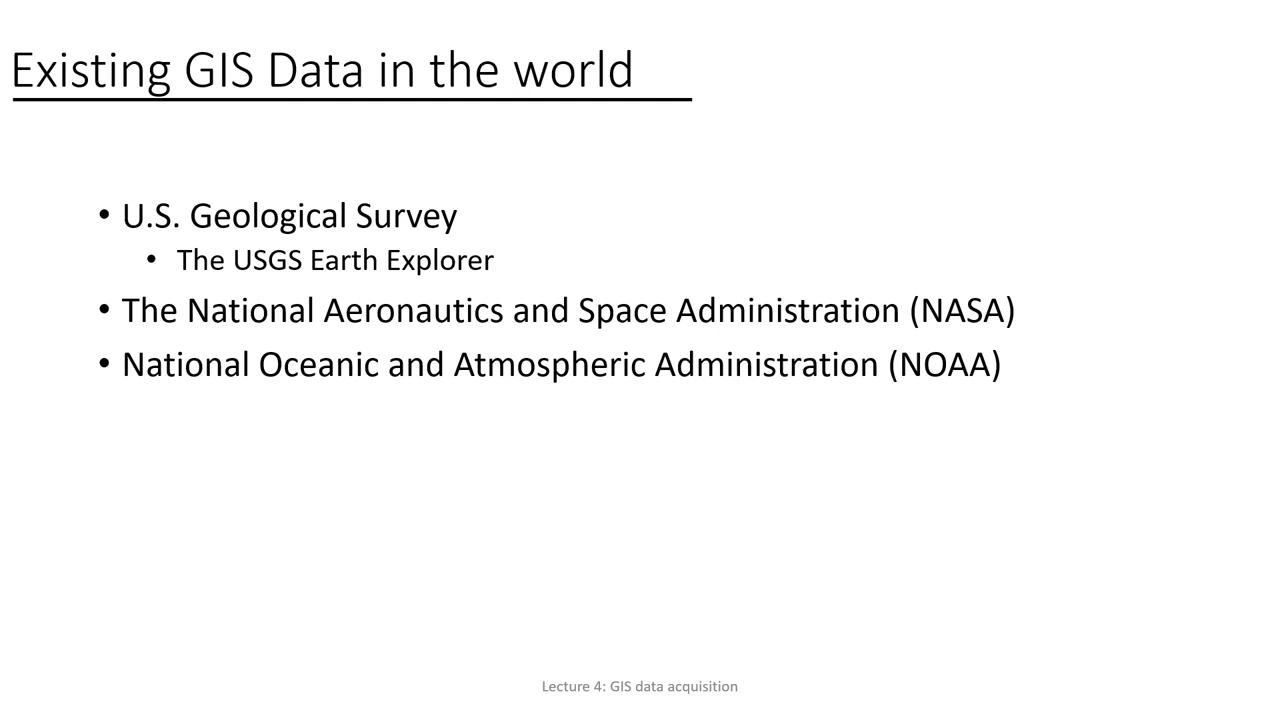 Existing GIS Data in the world
• U.S. Geological Survey
• The USGS Earth Explorer
• The National Aeronautics and Space Administration (NASA)
• National Oceanic and Atmospheric Administration (NOAA)
Lecture 4: GIS data acquisition